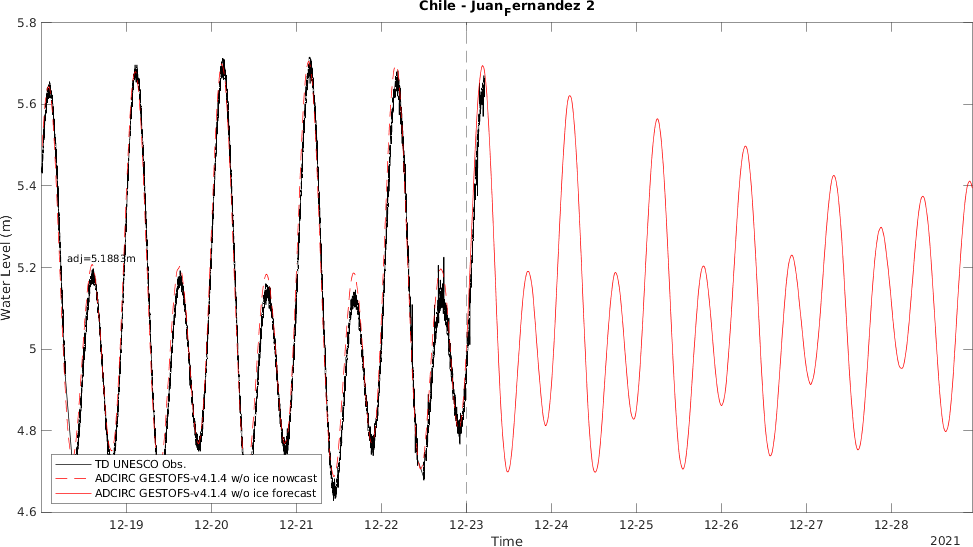 Chile - Juan_Fernandez 2
5.8
5.6
5.4
5.2
5
4.8
4.6
Water Level (m)
adj=5.1883m
TD UNESCO Obs.
ADCIRC GESTOFS-v4.1.4 w/o ice nowcast
ADCIRC GESTOFS-v4.1.4 w/o ice forecast
12-19
12-20
12-21
12-22
12-23
12-24
12-25
12-26
12-27
12-28
Time
2021